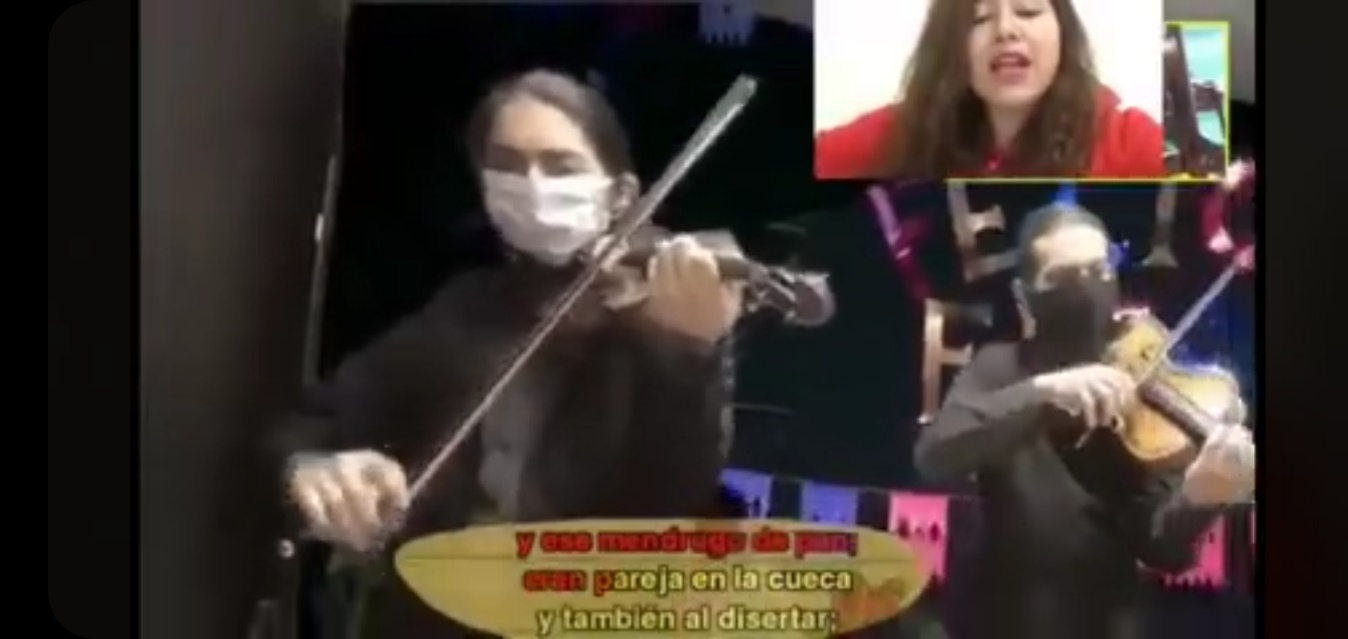 y ese mendrugo de pan;
eran pareja en la cueca
y también al disertar;